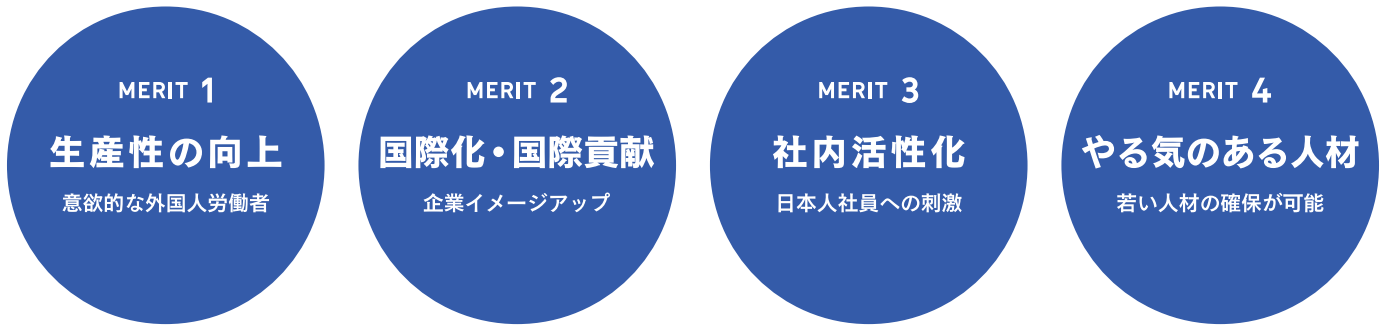 MERIT 1
生産性の向上
意欲的な外国人労働者
MERIT 2
国際化・国際貢献
企業イメージアップ
MERIT 3
社内活性化
日本人社員への刺激
MERIT 4
やる気のある人材
若い人材の確保が可能